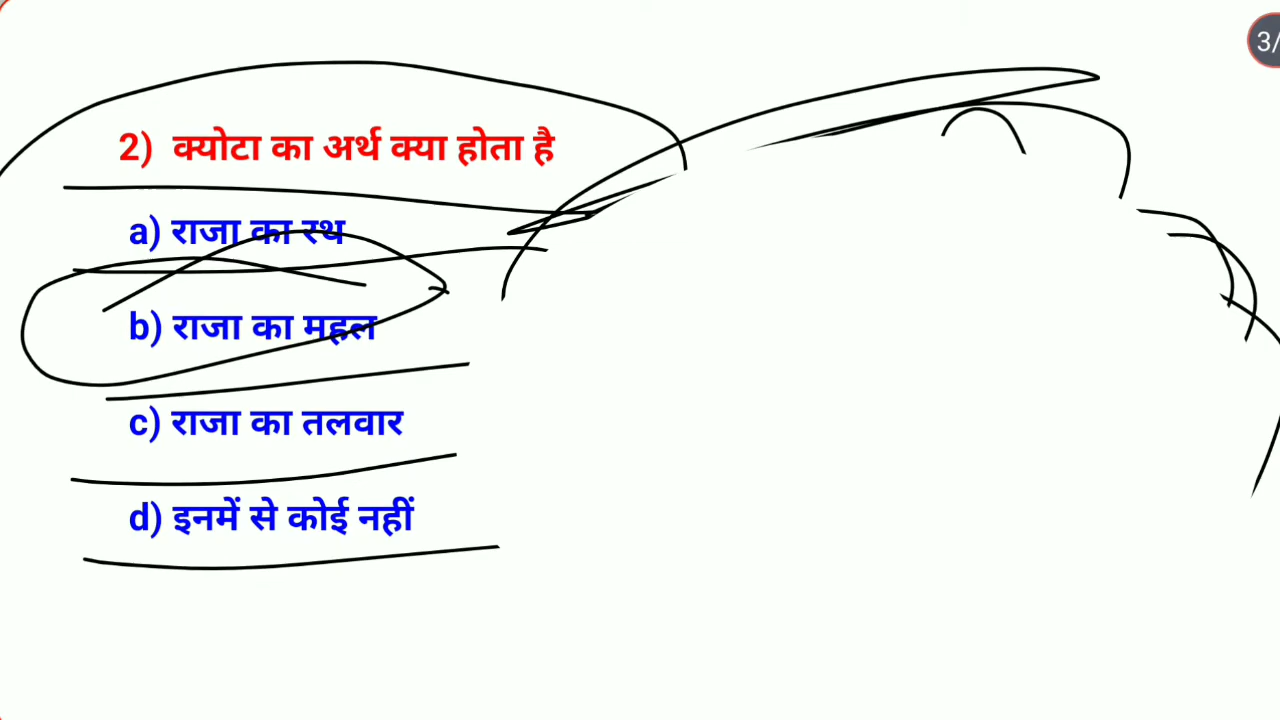 3/
2) क्योटा का अर्थ क्या होता है
a) राजा का रथ
b) राजा का महल
c) राजा का तलवार
d) इनमें से कोई नहीं